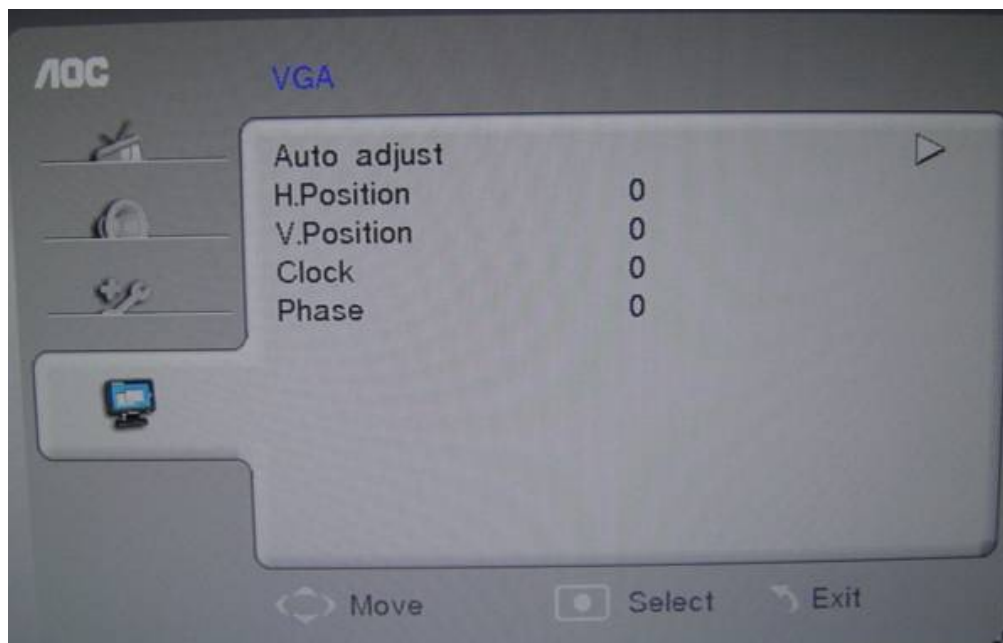 AOC
VGA
Auto adjust
H.Position 0
V.Position 0
Clock 0
Phase 0
Move Select Exit